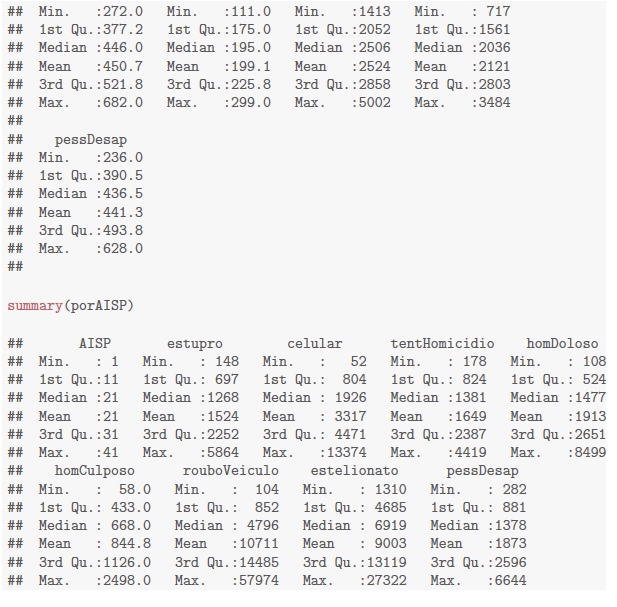 ## Min. :272.0 Min. :111.0 Min. :1413 Min. : 717
## 1st Qu.:377.2 1st Qu.:175.0 1st Qu.:2052 1st Qu.:1561
## Median :446.0 Median :195.0 Median :2506 Median :2036
## Mean :450.7 Mean :199.1 Mean :2524 Mean :2121
## 3rd Qu.:521.8 3rd Qu.:225.8 3rd Qu.:2858 3rd Qu.:2803
## Max. :682.0 Max. :299.0 Max. :5002 Max. :3484
##
## pessDesap
## Min. :236.0
## 1st Qu.:390.5
## Median :436.5
## Mean :441.3
## 3rd Qu.:493.8
## Max. :628.0
##
summary(porAISP)
## AISP estupro celular tentHomicidio homDoloso
## Min. : 1 Min. : 148 Min. : 52 Min. : 178 Min. : 108
## 1st Qu.:11 1st Qu.: 697 1st Qu.: 804 1st Qu.: 824 1st Qu.: 524
## Median :21 Median :1268 Median : 1926 Median :1381 Median :1477
## Mean :21 Mean :1524 Mean : 3317 Mean :1649 Mean :1913
## 3rd Qu.:31 3rd Qu.:2252 3rd Qu.: 4471 3rd Qu.:2387 3rd Qu.:2651
## Max. :41 Max. :5864 Max. :13374 Max. :4419 Max. :8499
## homCulposo rouboVeiculo estelionato pessDesap
## Min. : 58.0 Min. : 104 Min. : 1310 Min. : 282
## 1st Qu.: 433.0 1st Qu.: 852 1st Qu.: 4685 1st Qu.: 881
## Median : 668.0 Median : 4796 Median : 6919 Median :1378
## Mean : 844.8 Mean :10711 Mean : 9003 Mean :1873
## 3rd Qu.:1126.0 3rd Qu.:14485 3rd Qu.:13119 3rd Qu.:2596
## Max. :2498.0 Max. :57974 Max. :27322 Max. :6644